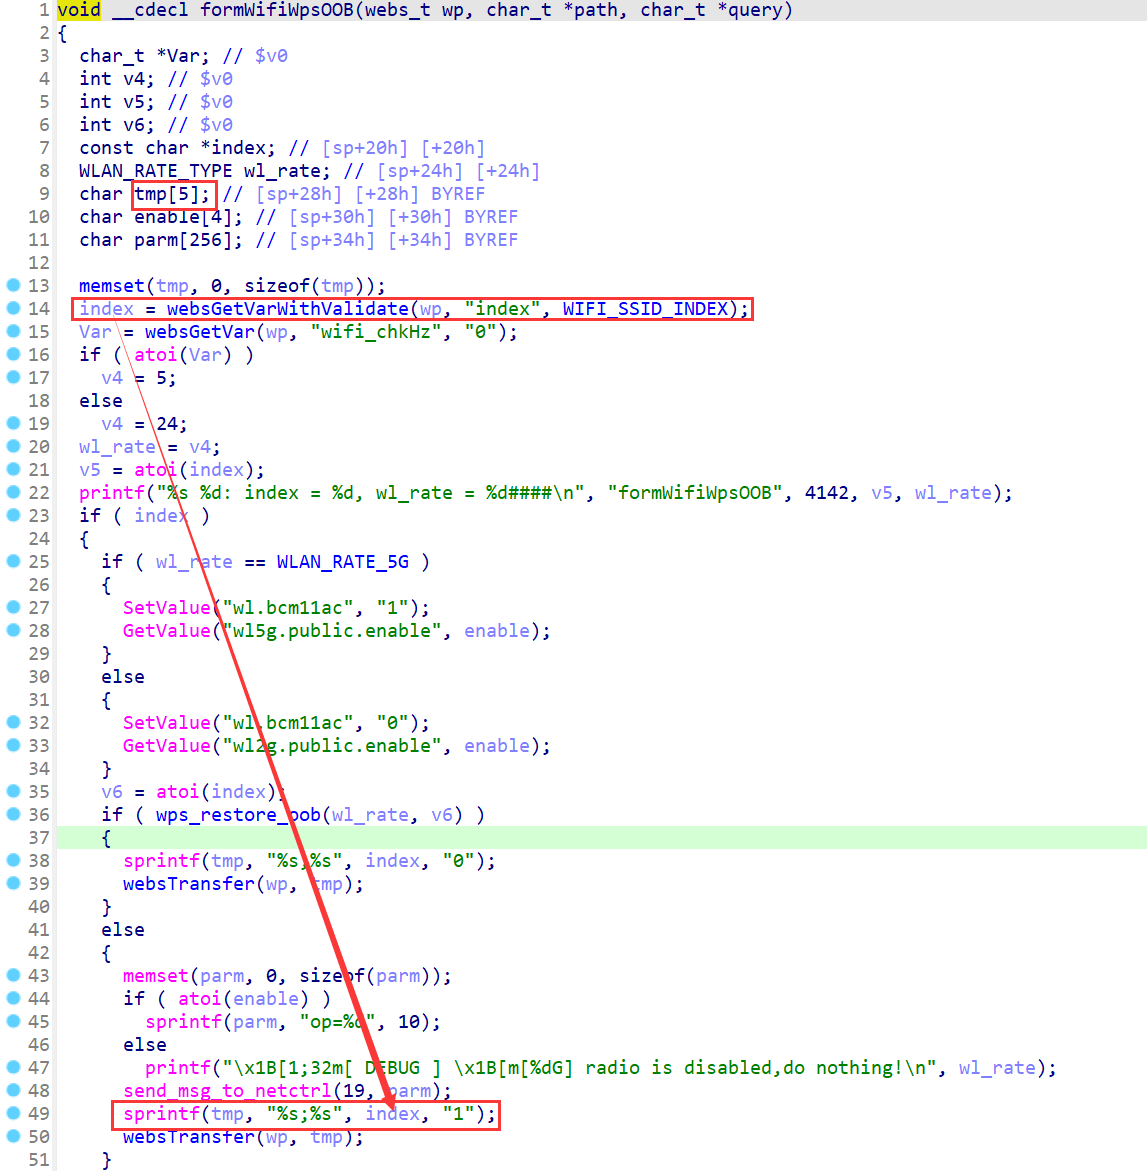 1 void __cdecl formWifiWpsOOB(webs_t wp, char_t *path, char_t *query)
2 {
3 char_t *Var; // $v0
4 int v4; // $v0
5 int v5; // $v0
6 int v6; // $v0
7 const char *index; // [sp+20h] [+20h]
8 WLAN_RATE_TYPE wl_rate; // [sp+24h] [+24h]
9 char tmp[5]; // [sp+28h] [+28h] BYREF
10 char enable[4]; // [sp+30h] [+30h] BYREF
11 char parm[256]; // [sp+34h] [+34h] BYREF
12
13 memset(tmp, 0, sizeof(tmp));
14 index = websGetVarWithValidate(wp, "index", WIFI_SSID_INDEX);
15 Var = websGetVar(wp, "wifi_chkHz", "0");
16 if ( atoi(Var) )
17 v4 = 5;
18 else
19 v4 = 24;
20 wl_rate = v4;
21 v5 = atoi(index);
22 printf("%s %d: index = %d, wl_rate = %d####\n", "formWifiWpsOOB", 4142, v5, wl_rate);
23 if ( index )
24 {
25 if ( wl_rate == WLAN_RATE_5G )
26 {
27 SetValue("wl.bcm11ac", "1");
28 GetValue("wl5g.public.enable", enable);
29 }
30 else
31 {
32 SetValue("wl.bcm11ac", "0");
33 GetValue("wl2g.public.enable", enable);
34 }
35 v6 = atoi(index);
36 if ( wps_restore_oob(wl_rate, v6) )
37 {
38 sprintf(tmp, "%s;%s", index, "0");
39 websTransfer(wp, tmp);
40 }
41 else
42 {
43 memset(parm, 0, sizeof(parm));
44 if ( atoi(enable) )
45 sprintf(parm, "op=%d", 10);
46 else
47 printf("\x1B[1;32m[ DEBUG ] \x1B[m[%dG] radio is disabled,do nothing!\n", wl_rate);
48 send_msg_to_netctrl(19, parm);
49 sprintf(tmp, "%s;%s", index, "1");
50 websTransfer(wp, tmp);
51 }